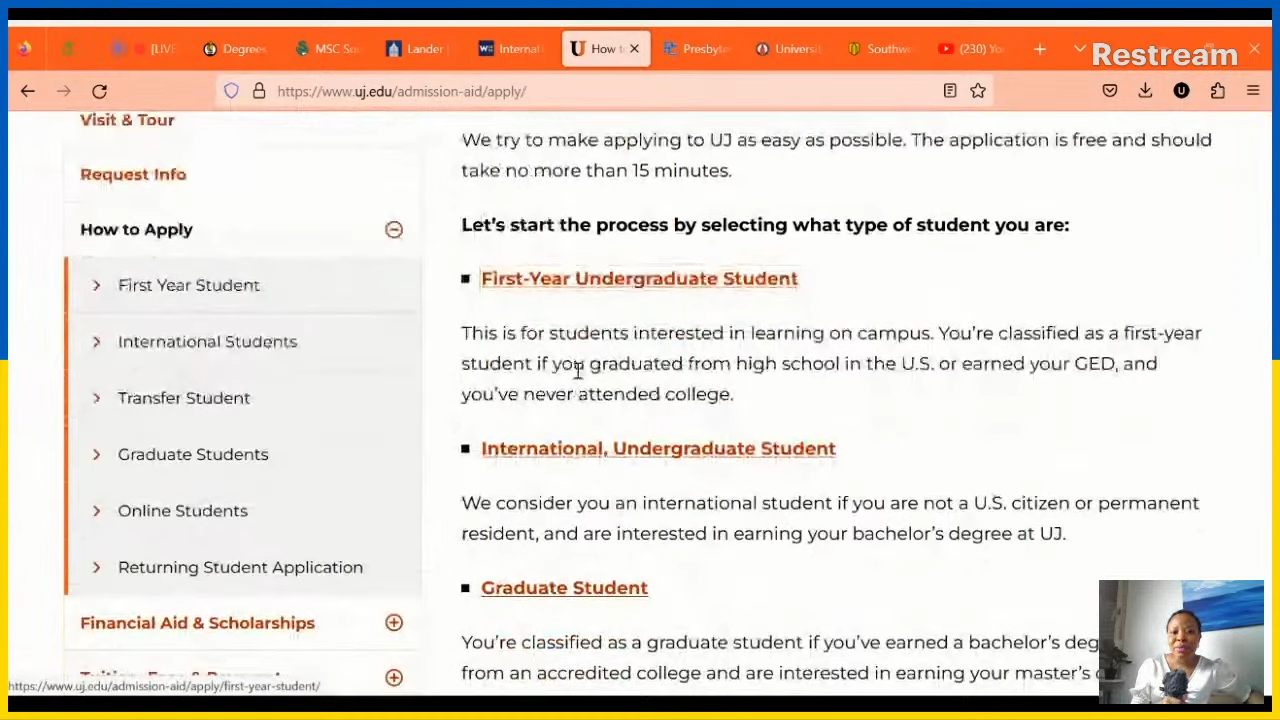 [LIVE
Degrees
MSC So
Lander
Internati
How to
Presbyte
Universi
Southw
(230) Yo
Restream
https://www.uj.edu/admission-aid/apply/
Visit & Tour
Request Info
How to Apply
First Year Student
International Students
Transfer Student
Graduate Students
Online Students
Returning Student Application
Financial Aid & Scholarships
We try to make applying to UJ as easy as possible. The application is free and should
take no more than 15 minutes.
Let's start the process by selecting what type of student you are:
First-Year Undergraduate Student
This is for students interested in learning on campus. You're classified as a first-year
student if you graduated from high school in the U.S. or earned your GED, and
you've never attended college.
International, Undergraduate Student
We consider you an international student if you are not a U.S. citizen or permanent
resident, and are interested in earning your bachelor's degree at UJ.
Graduate Student
You're classified as a graduate student if you've earned a bachelor's deg
from an accredited college and are interested in earning your master's
https://www.uj.edu/admission-aid/apply/first-year-student/